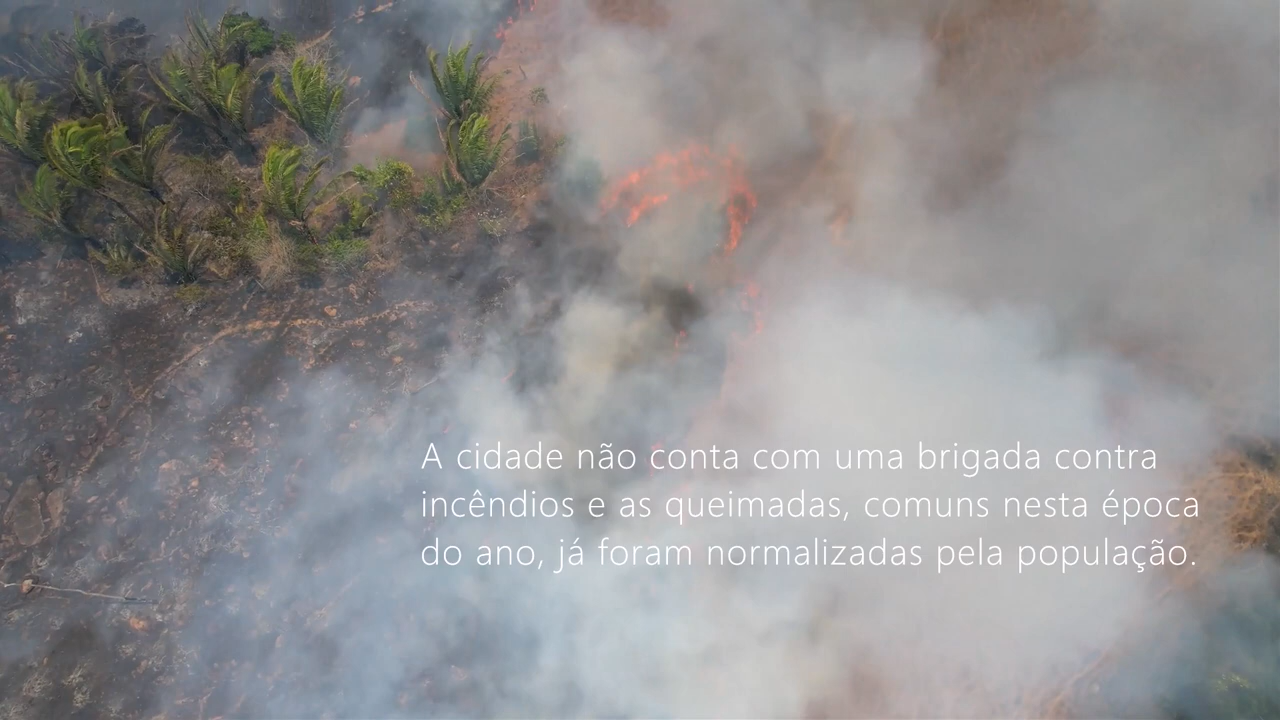 A cidade não conta com uma brigada contra
incêndios e as queimadas, comuns nesta época
do ano, já foram normalizadas pela população.